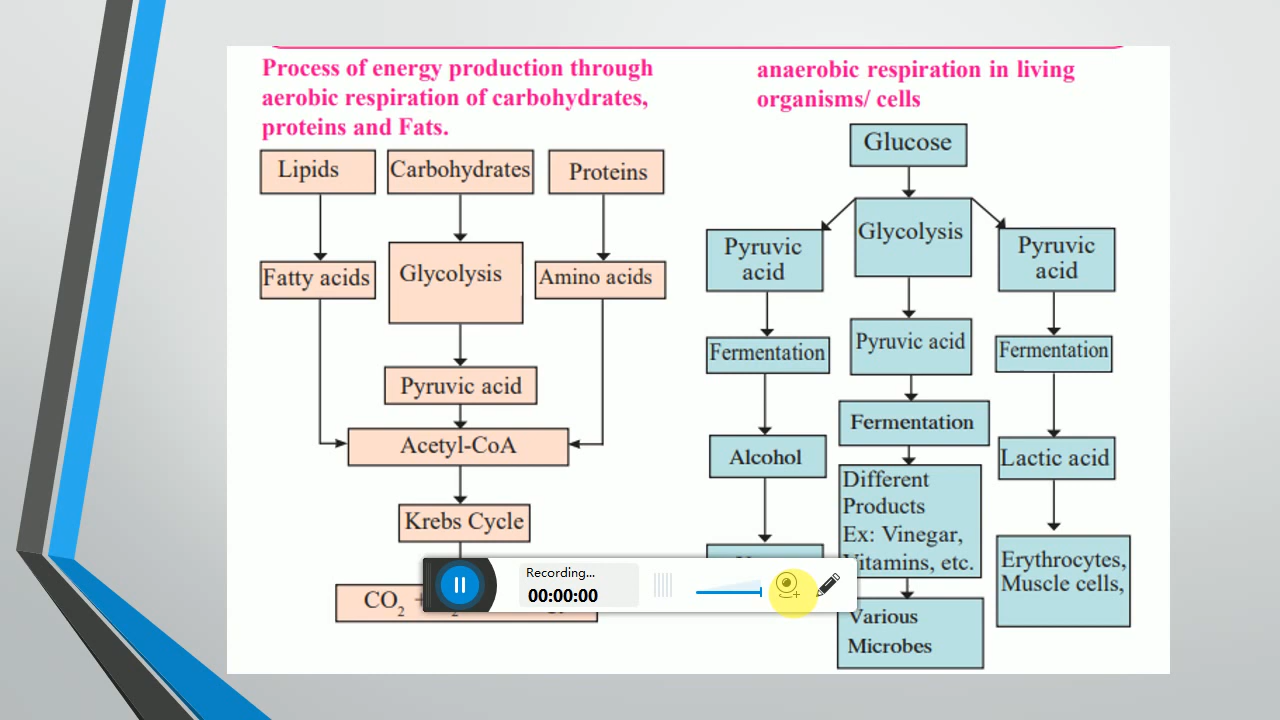 Process of energy production through
aerobic respiration of carbohydrates,
proteins and Fats.
Lipids
Carbohydrates
Proteins
Fatty acids
Glycolysis
Amino acids
Pyruvic acid
Acetyl-CoA
Krebs Cycle
CO2 +
anaerobic respiration in living
organisms/ cells
Glucose
Glycolysis
Pyruvic
acid
Fermentation
Alcohol
Pyruvic acid
Fermentation
Different
Products
Ex: Vinegar,
Vitamins, etc.
Various
Microbes
Pyruvic
acid
Fermentation
Lactic acid
Erythrocytes,
Muscle cells,
Recording...
00:00:00